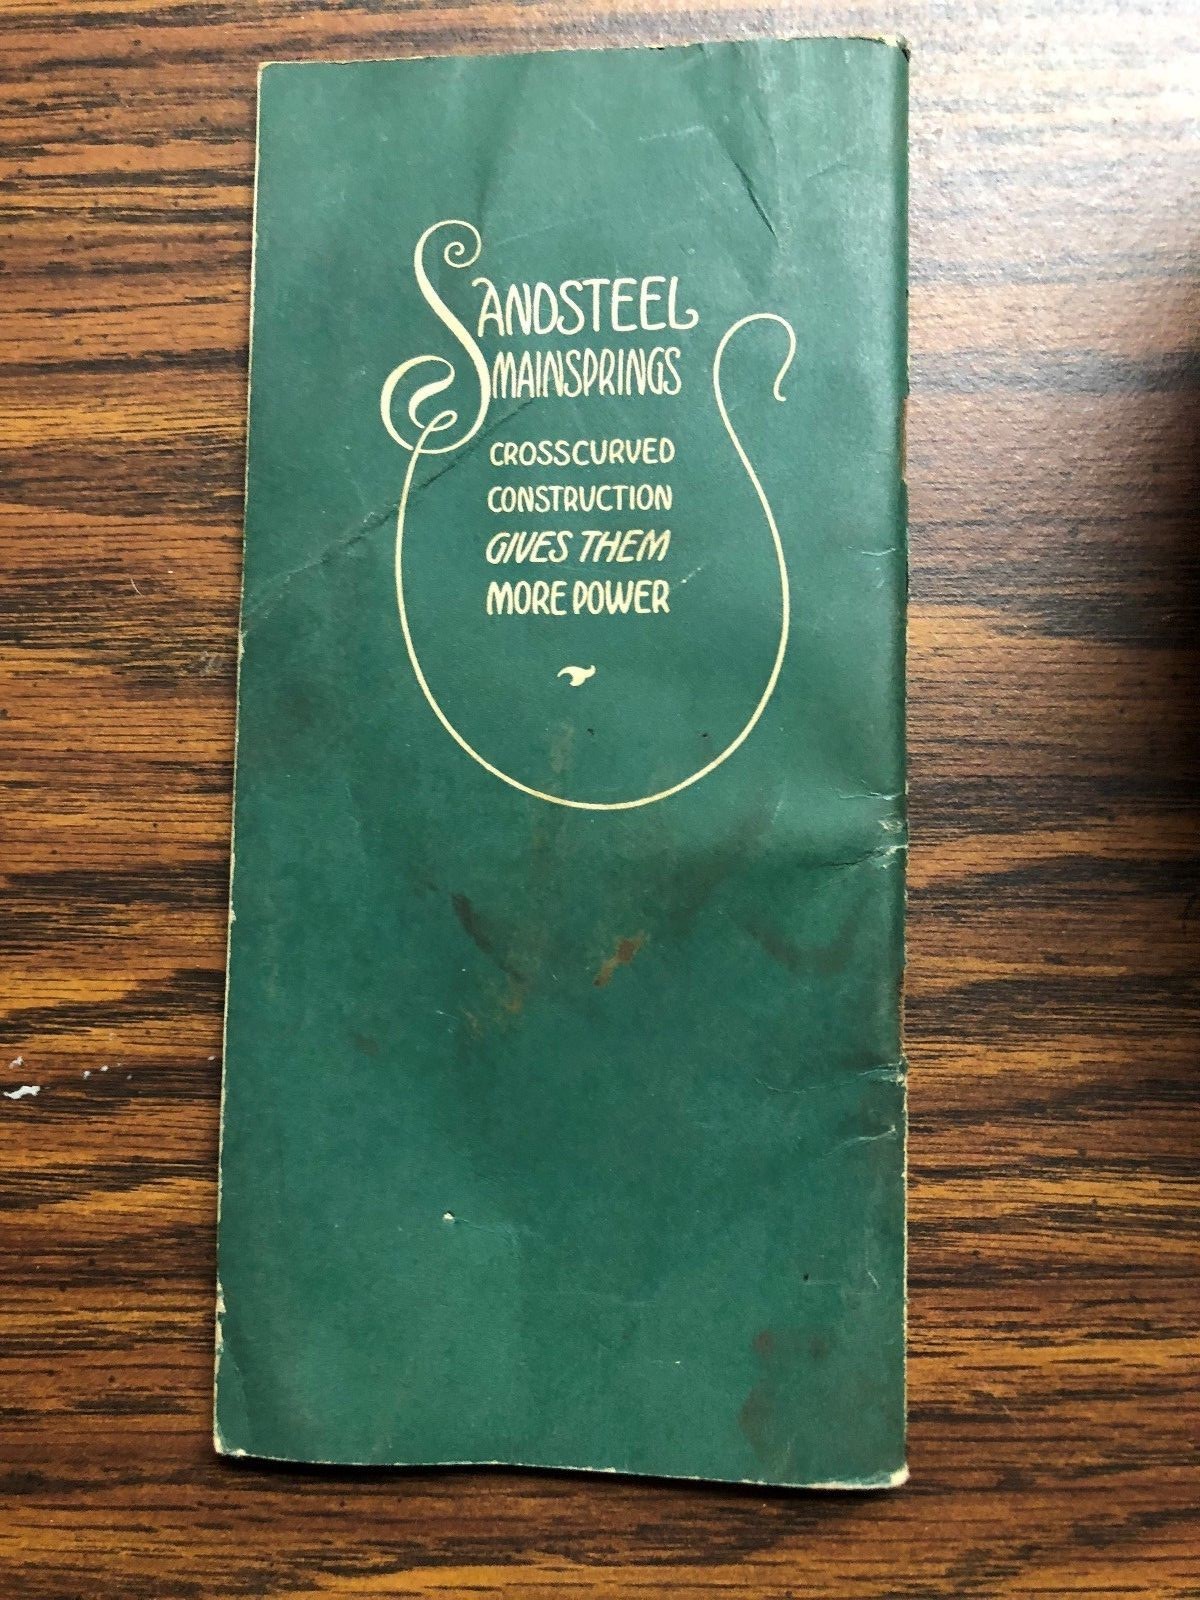 SANDSTEEL
MAINSPRINGS
CROSSCURVED
CONSTRUCTION
GIVES THEM
MORE POWER